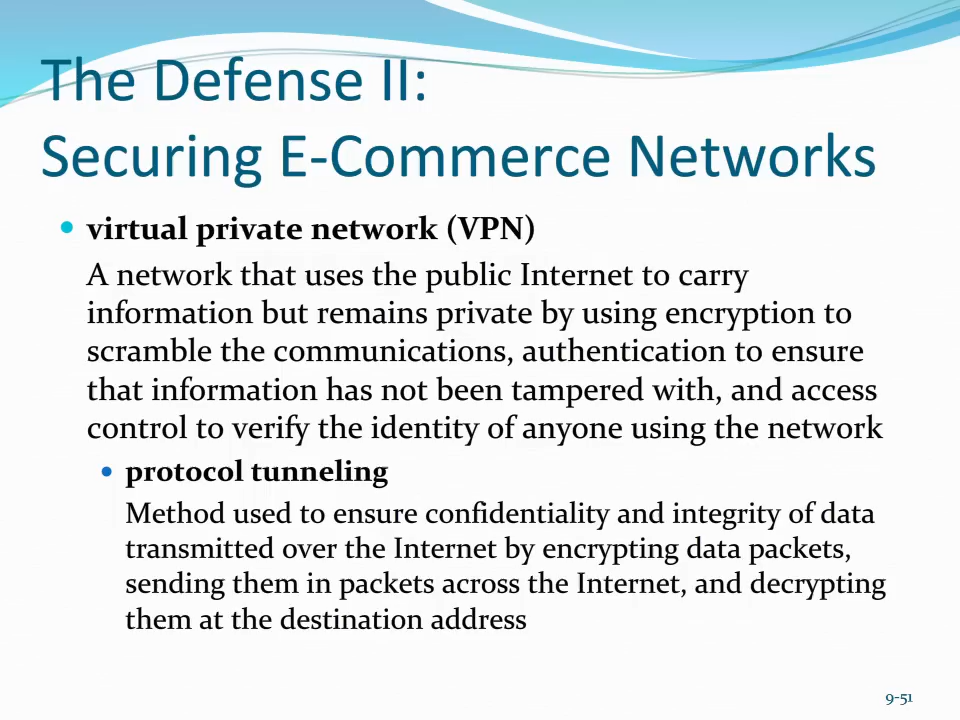 The Defense II:
Securing E-Commerce Networks
• virtual private network (VPN)
A network that uses the public Internet to carry
information but remains private by using encryption to
scramble the communications, authentication to ensure
that information has not been tampered with, and access
control to verify the identity of anyone using the network
• protocol tunneling
Method used to ensure confidentiality and integrity of data
transmitted over the Internet by encrypting data packets,
sending them in packets across the Internet, and decrypting
them at the destination address
9-51